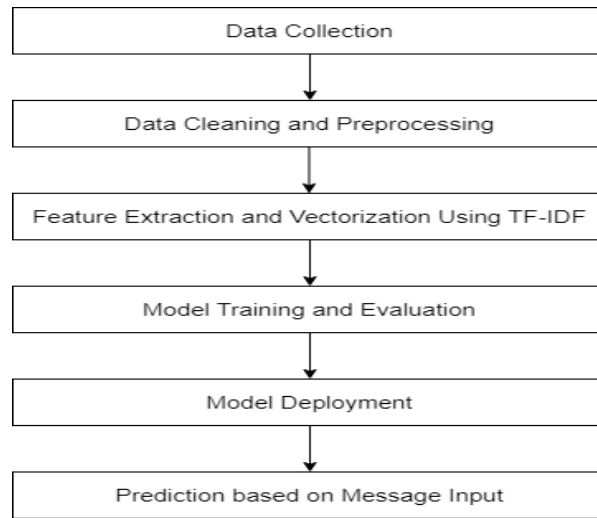 Data Collection
Data Cleaning and Preprocessing
Feature Extraction and Vectorization Using TF-IDF
Model Training and Evaluation
Model Deployment
Prediction based on Message Input